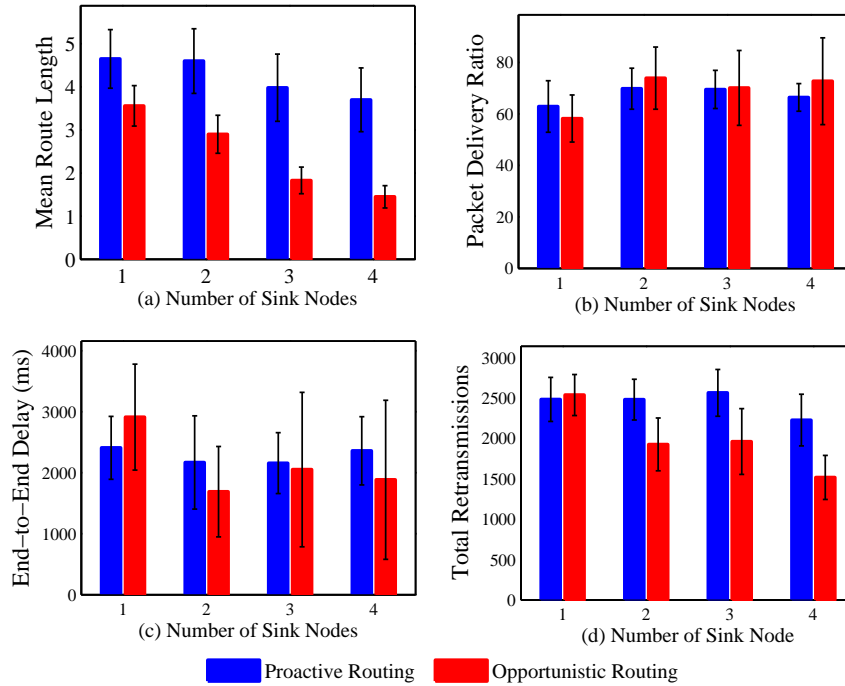 Mean Route Length
5
4
3
2
1
0
1 2 3 4
(a) Number of Sink Nodes
Packet Delivery Ratio
80
60
40
20
0
1 2 3 4
(b) Number of Sink Nodes
End-to-End Delay (ms)
4000
3000
2000
1000
0
1 2 3 4
(c) Number of Sink Nodes
Total Retransmissions
3000
2500
2000
1500
1000
500
0
1 2 3 4
(d) Number of Sink Node
Proactive Routing Opportunistic Routing